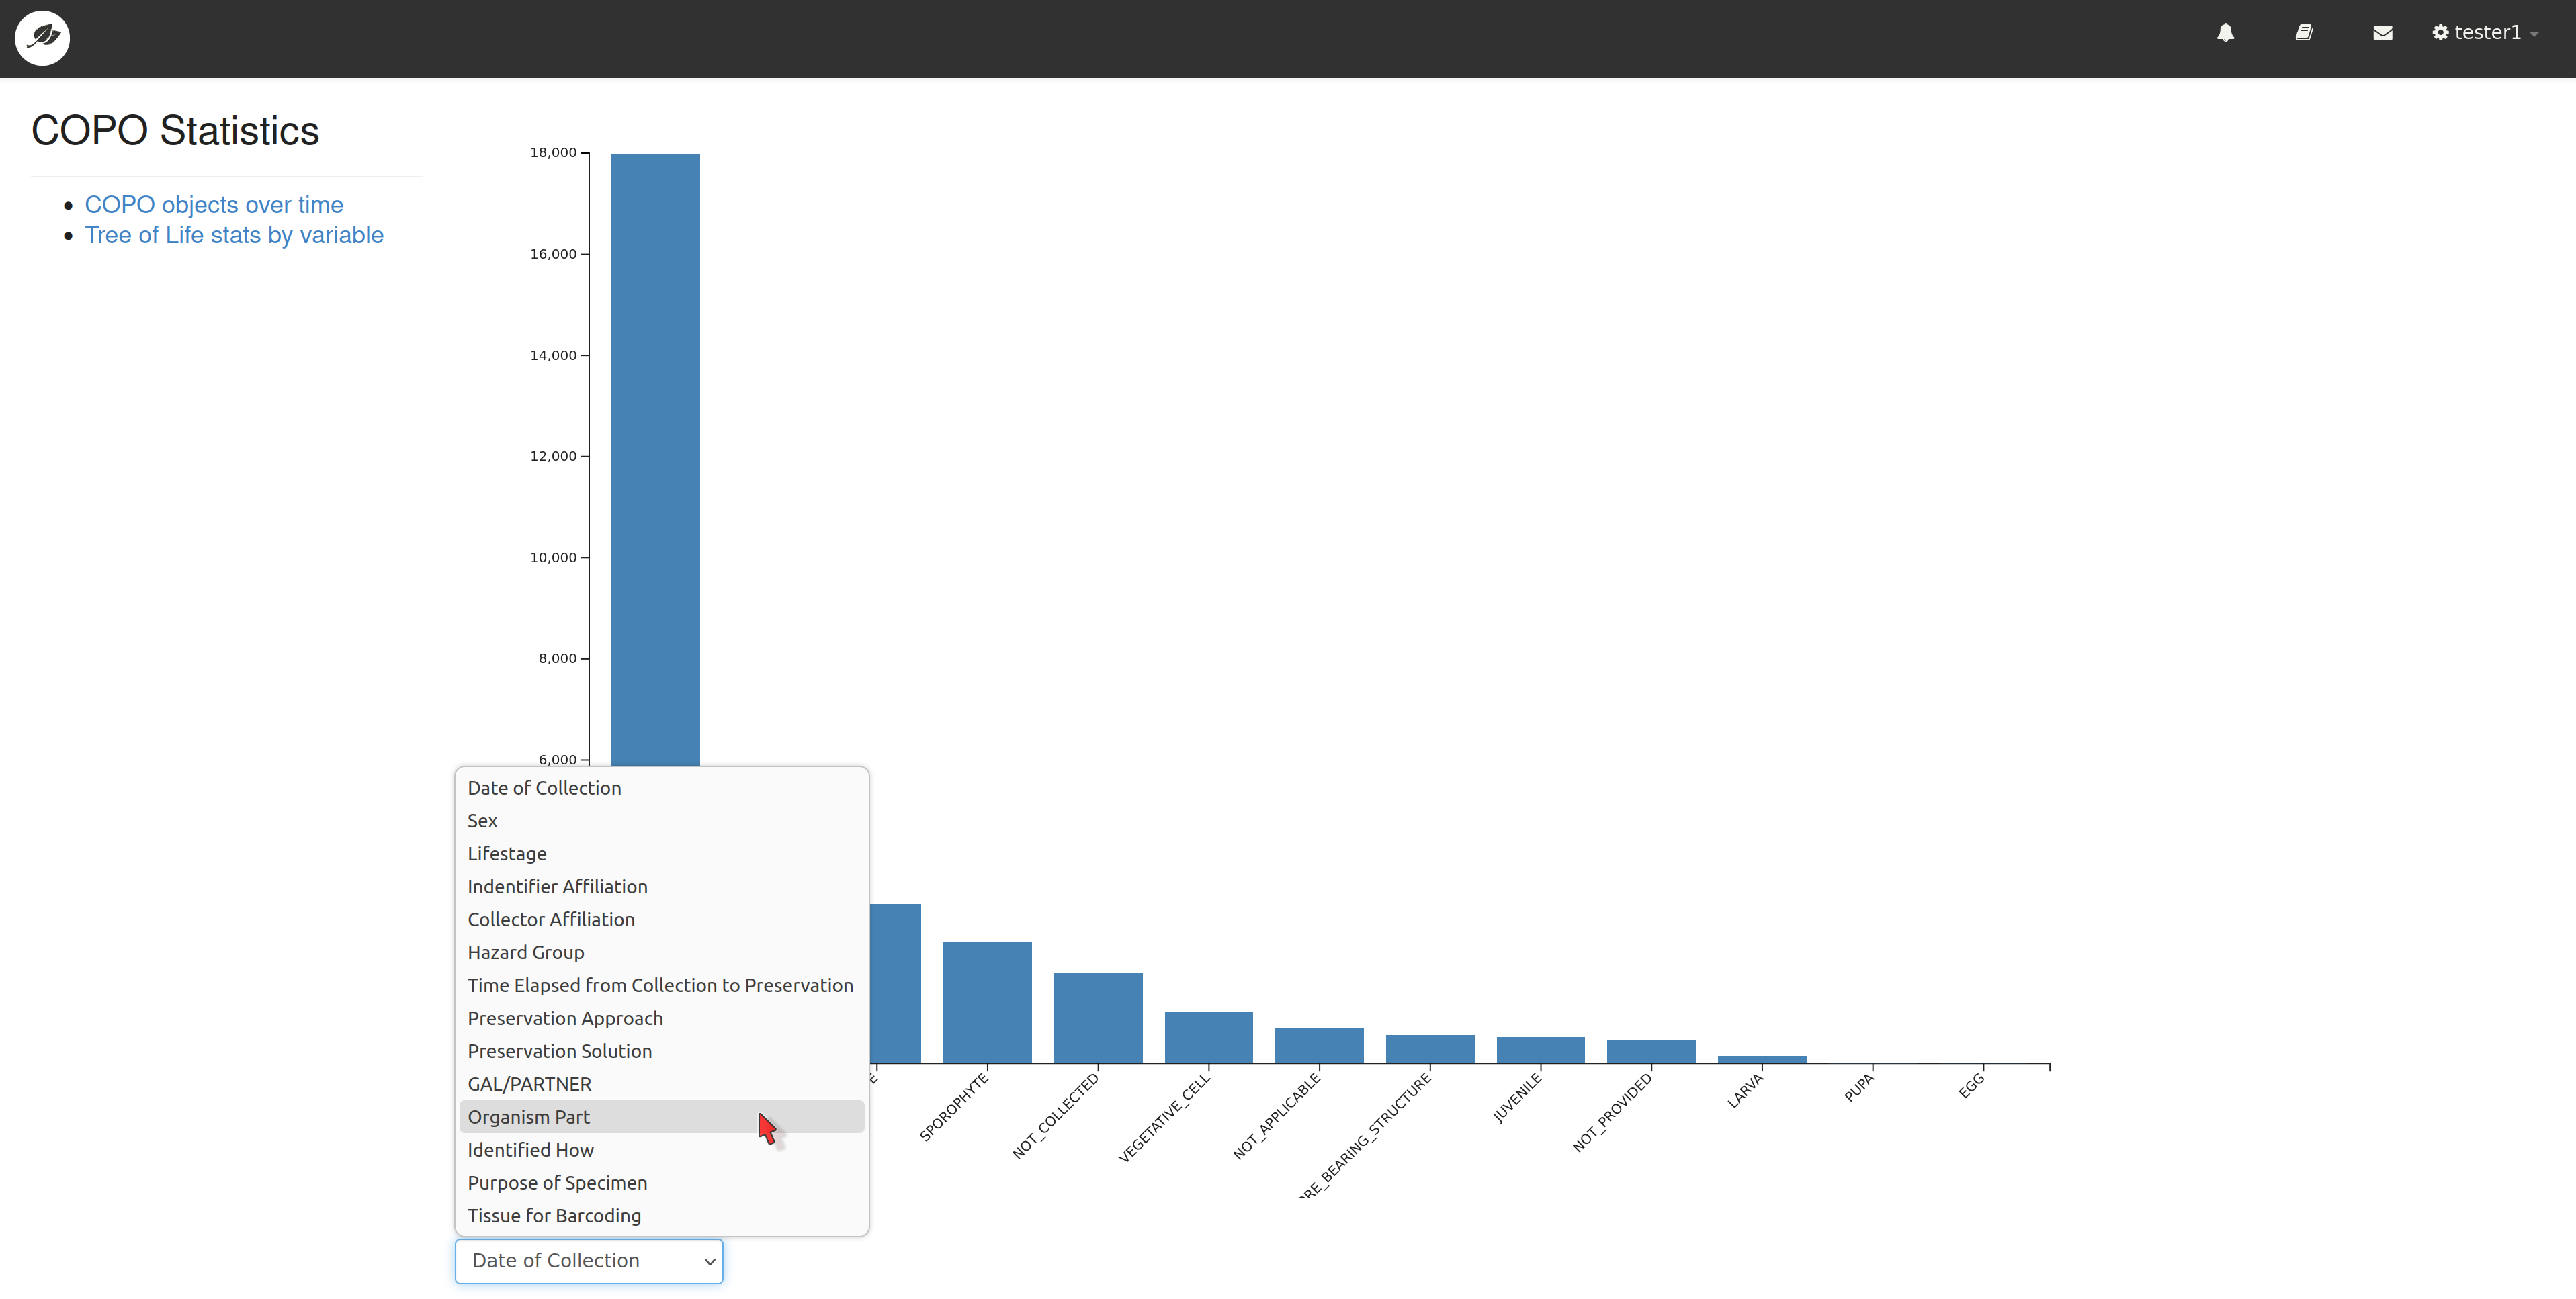 tester1
COPO Statistics
COPO objects over time
Tree of Life stats by variable
18,000
16,000
14,000
12,000
10,000
8,000
6,000
Date of Collection
Sex
Lifestage
Indentifier Affiliation
Collector Affiliation
Hazard Group
Time Elapsed from Collection to Preservation
Preservation Approach
Preservation Solution
GAL/PARTNER
Organism Part
Identified How
Purpose of Specimen
Tissue for Barcoding
SPOROPHYTE
NOT_COLLECTED
VEGETATIVE_CELL
NOT_APPLICABLE
RE_BEARING_STRUCTURE
JUVENILE
NOT_PROVIDED
LARVA
PUPA
EGG
Date of Collection